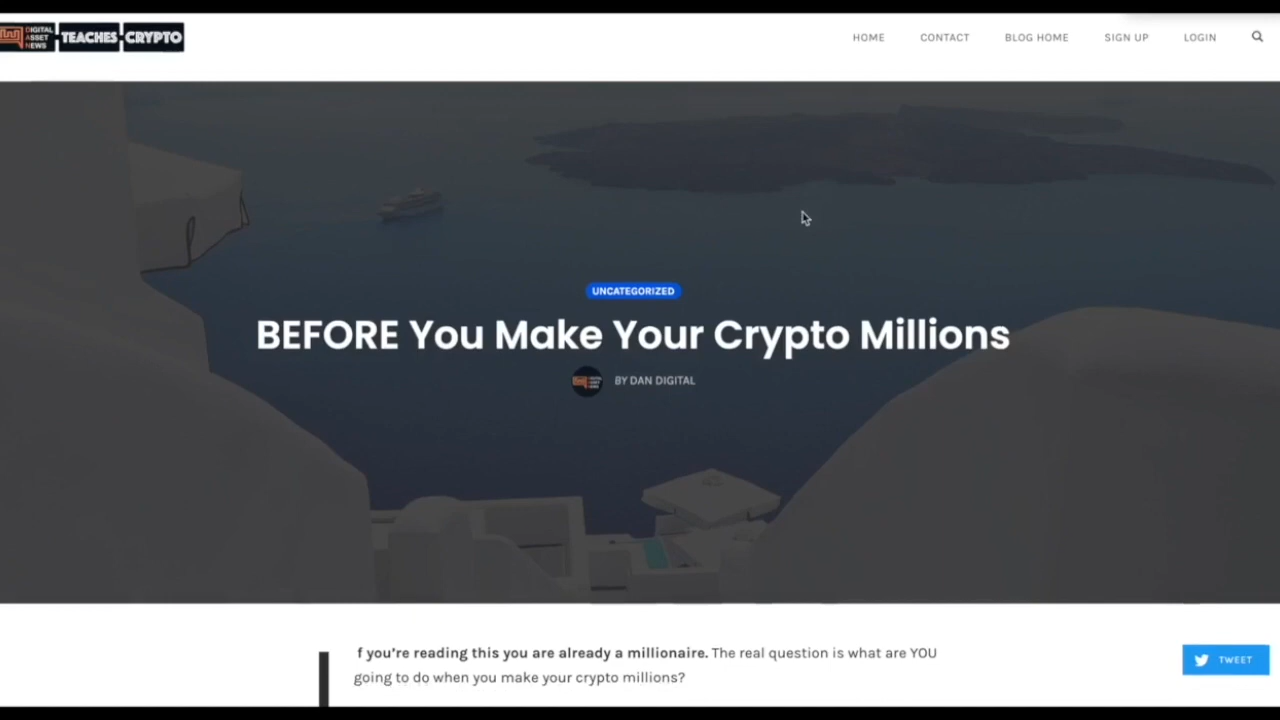 DIGITAL
ASSET
NEWS
TEACHES CRYPTO
HOME CONTACT BLOG HOME SIGN UP LOGIN
UNCATEGORIZED
BEFORE You Make Your Crypto Millions
BY DAN DIGITAL
If you’re reading this you are already a millionaire. The real question is what are YOU
going to do when you make your crypto millions?
TWEET